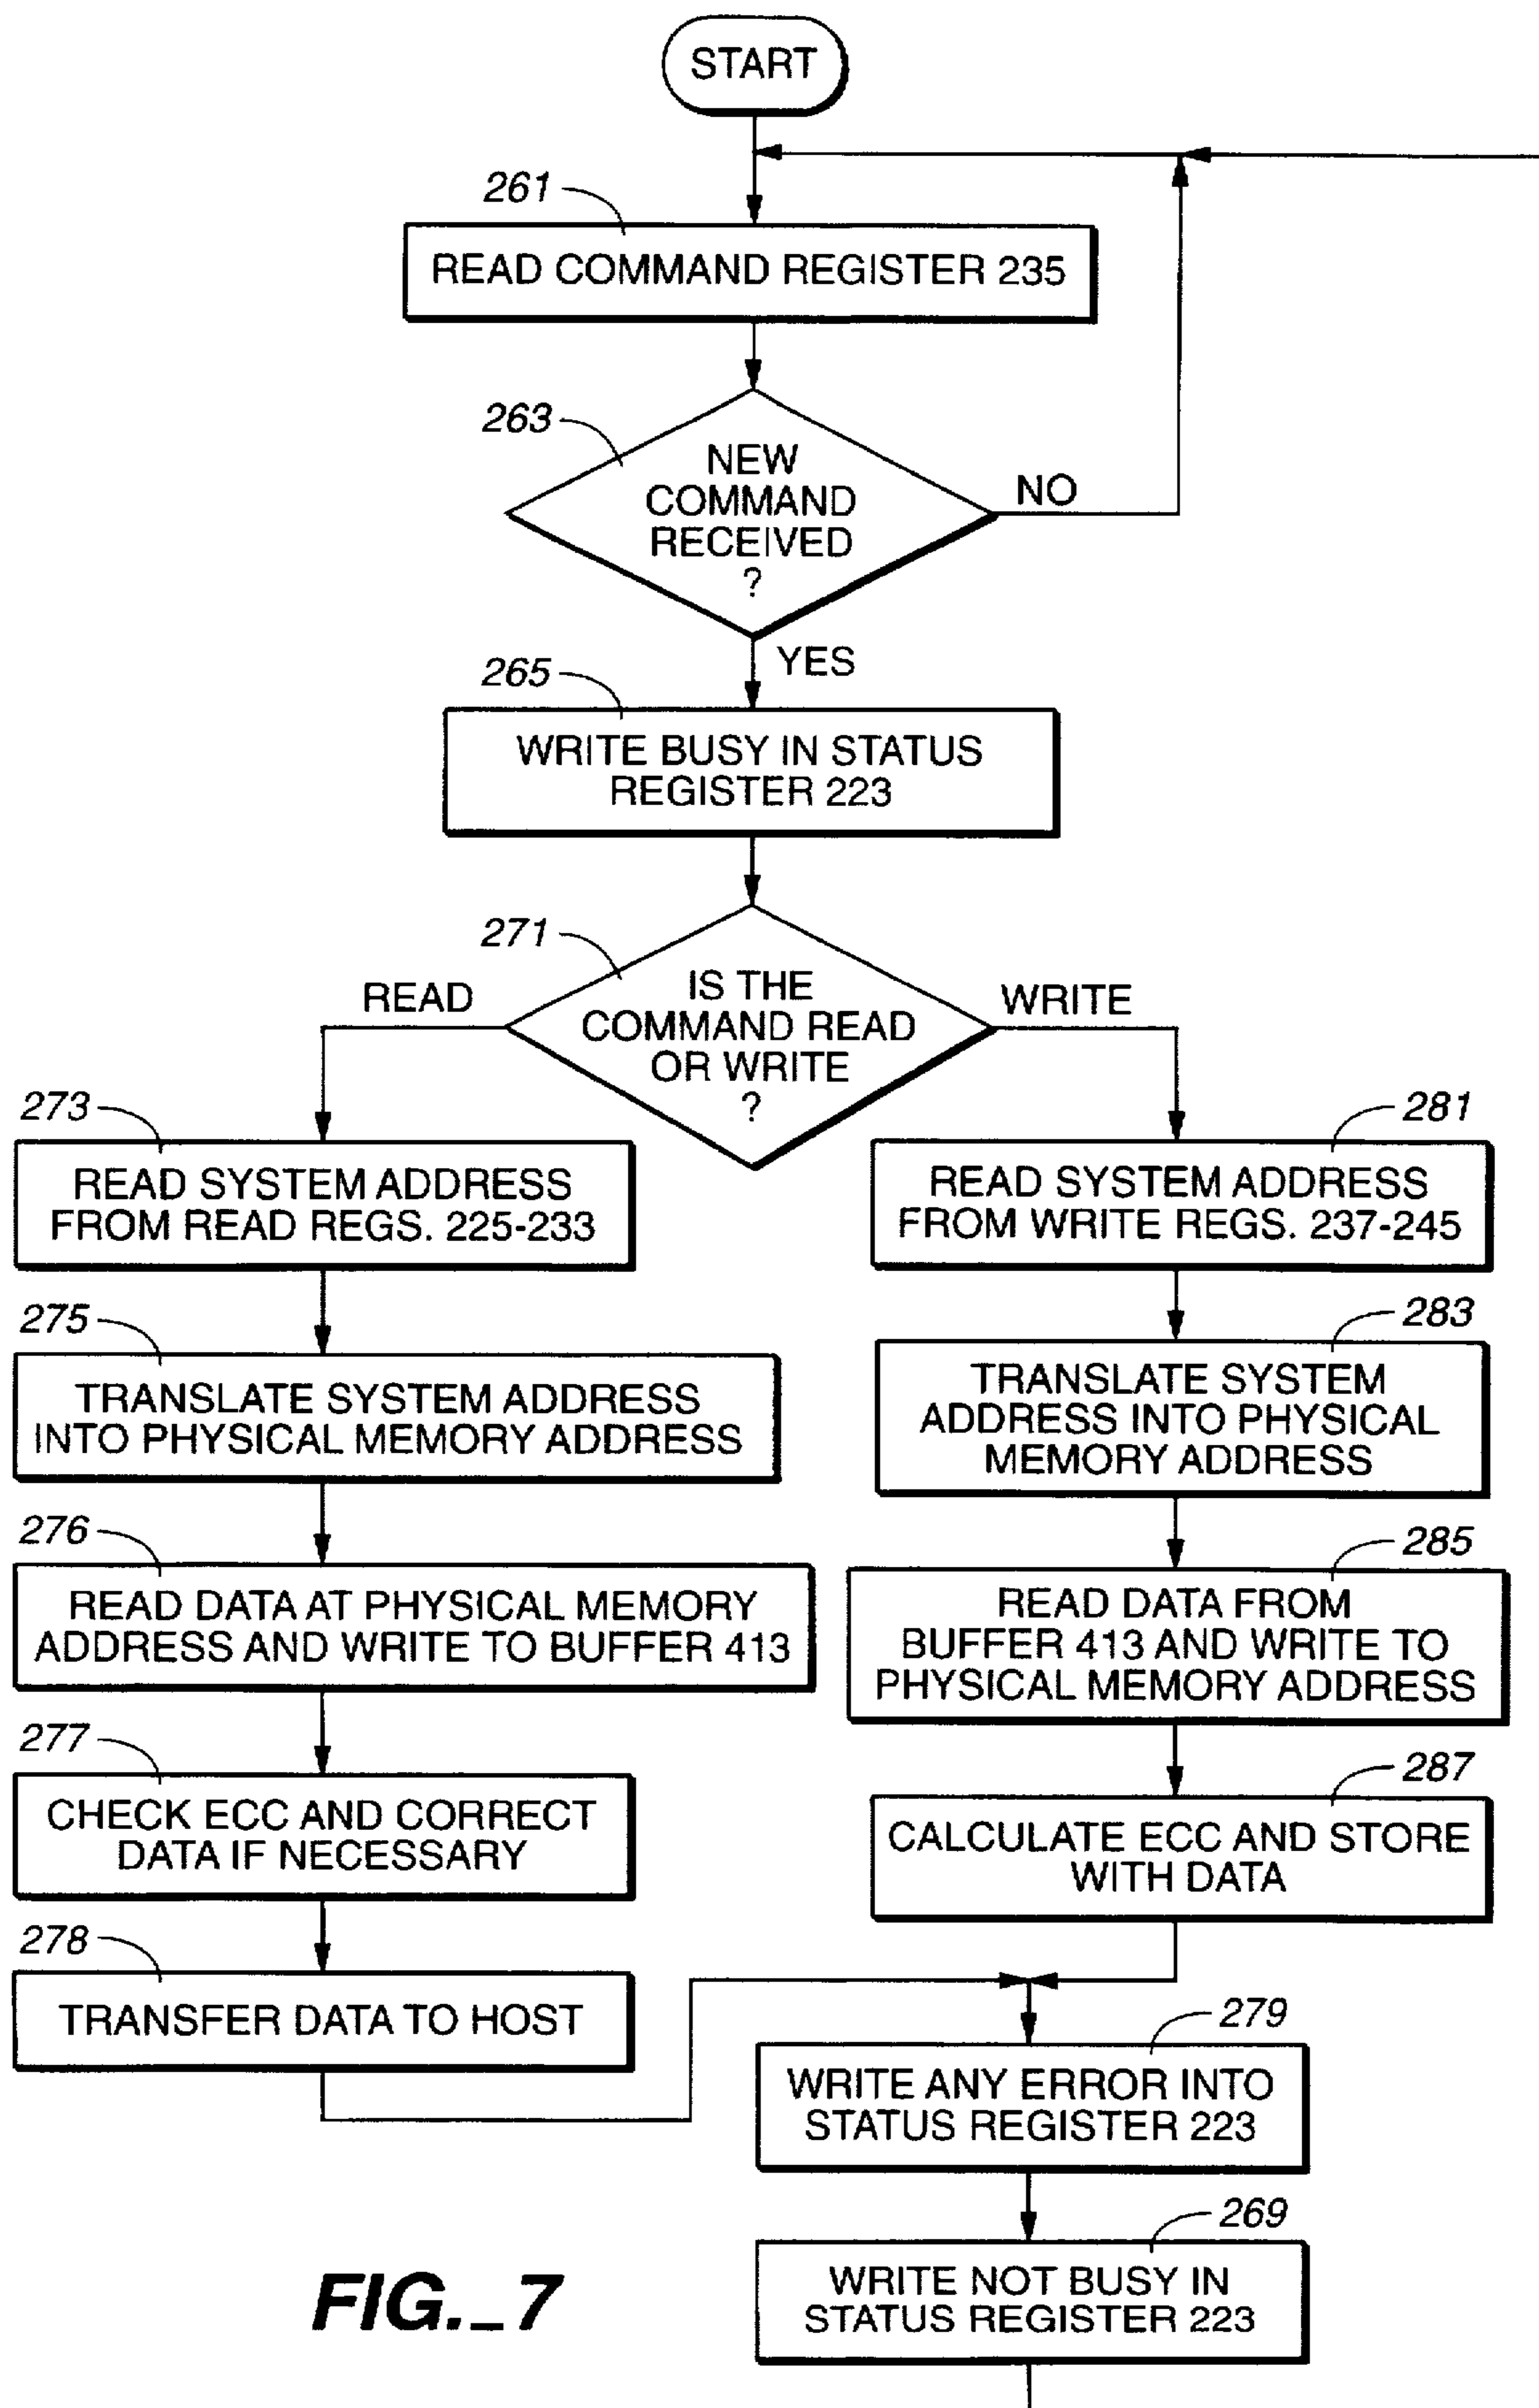 START
261
READ COMMAND REGISTER 235
263
NEW
COMMAND
RECEIVED
?
NO
YES
265
WRITE BUSY IN STATUS
REGISTER 223
271
IS THE
COMMAND READ
OR WRITE
?
READ
WRITE
273
READ SYSTEM ADDRESS
FROM READ REGS. 225-233
275
TRANSLATE SYSTEM ADDRESS
INTO PHYSICAL MEMORY ADDRESS
276
READ DATA AT PHYSICAL MEMORY
ADDRESS AND WRITE TO BUFFER 413
277
CHECK ECC AND CORRECT
DATA IF NECESSARY
278
TRANSFER DATA TO HOST
281
READ SYSTEM ADDRESS
FROM WRITE REGS. 237-245
283
TRANSLATE SYSTEM
ADDRESS INTO PHYSICAL
MEMORY ADDRESS
285
READ DATA FROM
BUFFER 413 AND WRITE TO
PHYSICAL MEMORY ADDRESS
287
CALCULATE ECC AND STORE
WITH DATA
279
WRITE ANY ERROR INTO
STATUS REGISTER 223
269
WRITE NOT BUSY IN
STATUS REGISTER 223
FIG._7